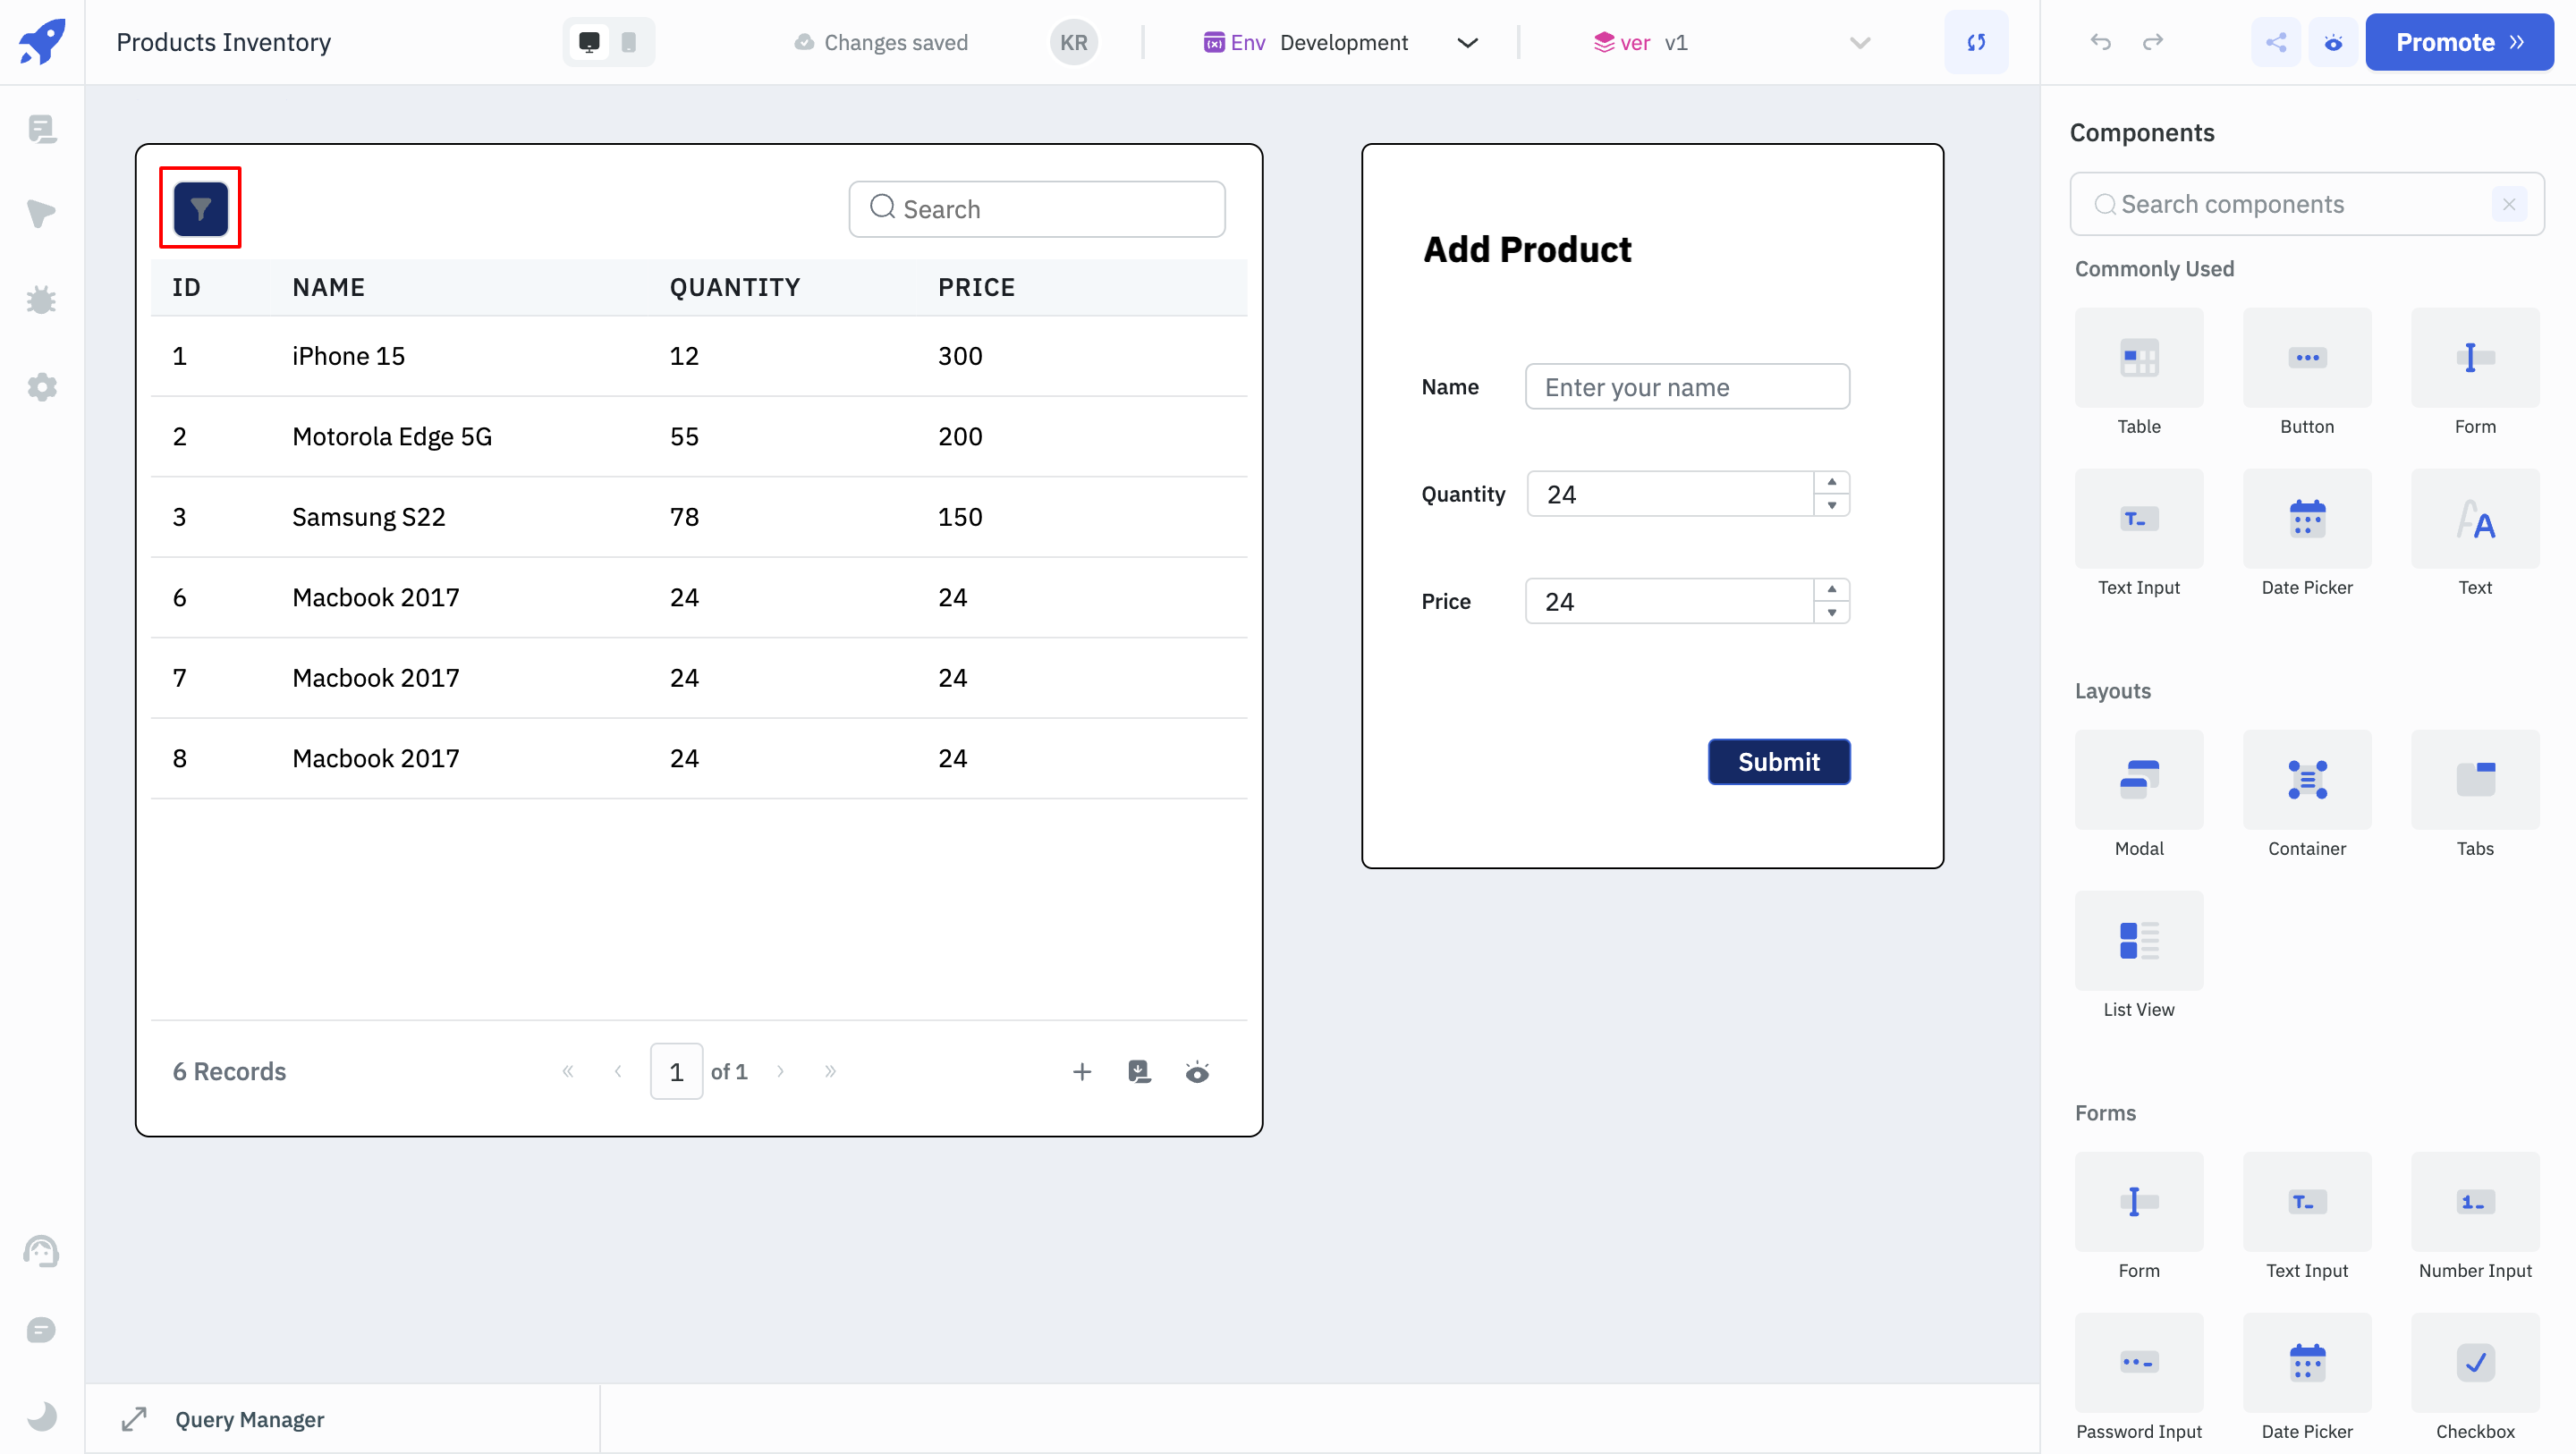 Products Inventory
Changes saved
KR
Env Development
ver v1
Promote
Search
ID NAME QUANTITY PRICE
1 iPhone 15 12 300
2 Motorola Edge 5G 55 200
3 Samsung S22 78 150
6 Macbook 2017 24 24
7 Macbook 2017 24 24
8 Macbook 2017 24 24
6 Records
« ‹ 1 of 1 › »
Add Product
Name Enter your name
Quantity 24
Price 24
Submit
Components
Search components
Commonly Used
Table Button Form
Text Input Date Picker Text
Layouts
Modal Container Tabs
List View
Forms
Form Text Input Number Input
Password Input Date Picker Checkbox
Query Manager